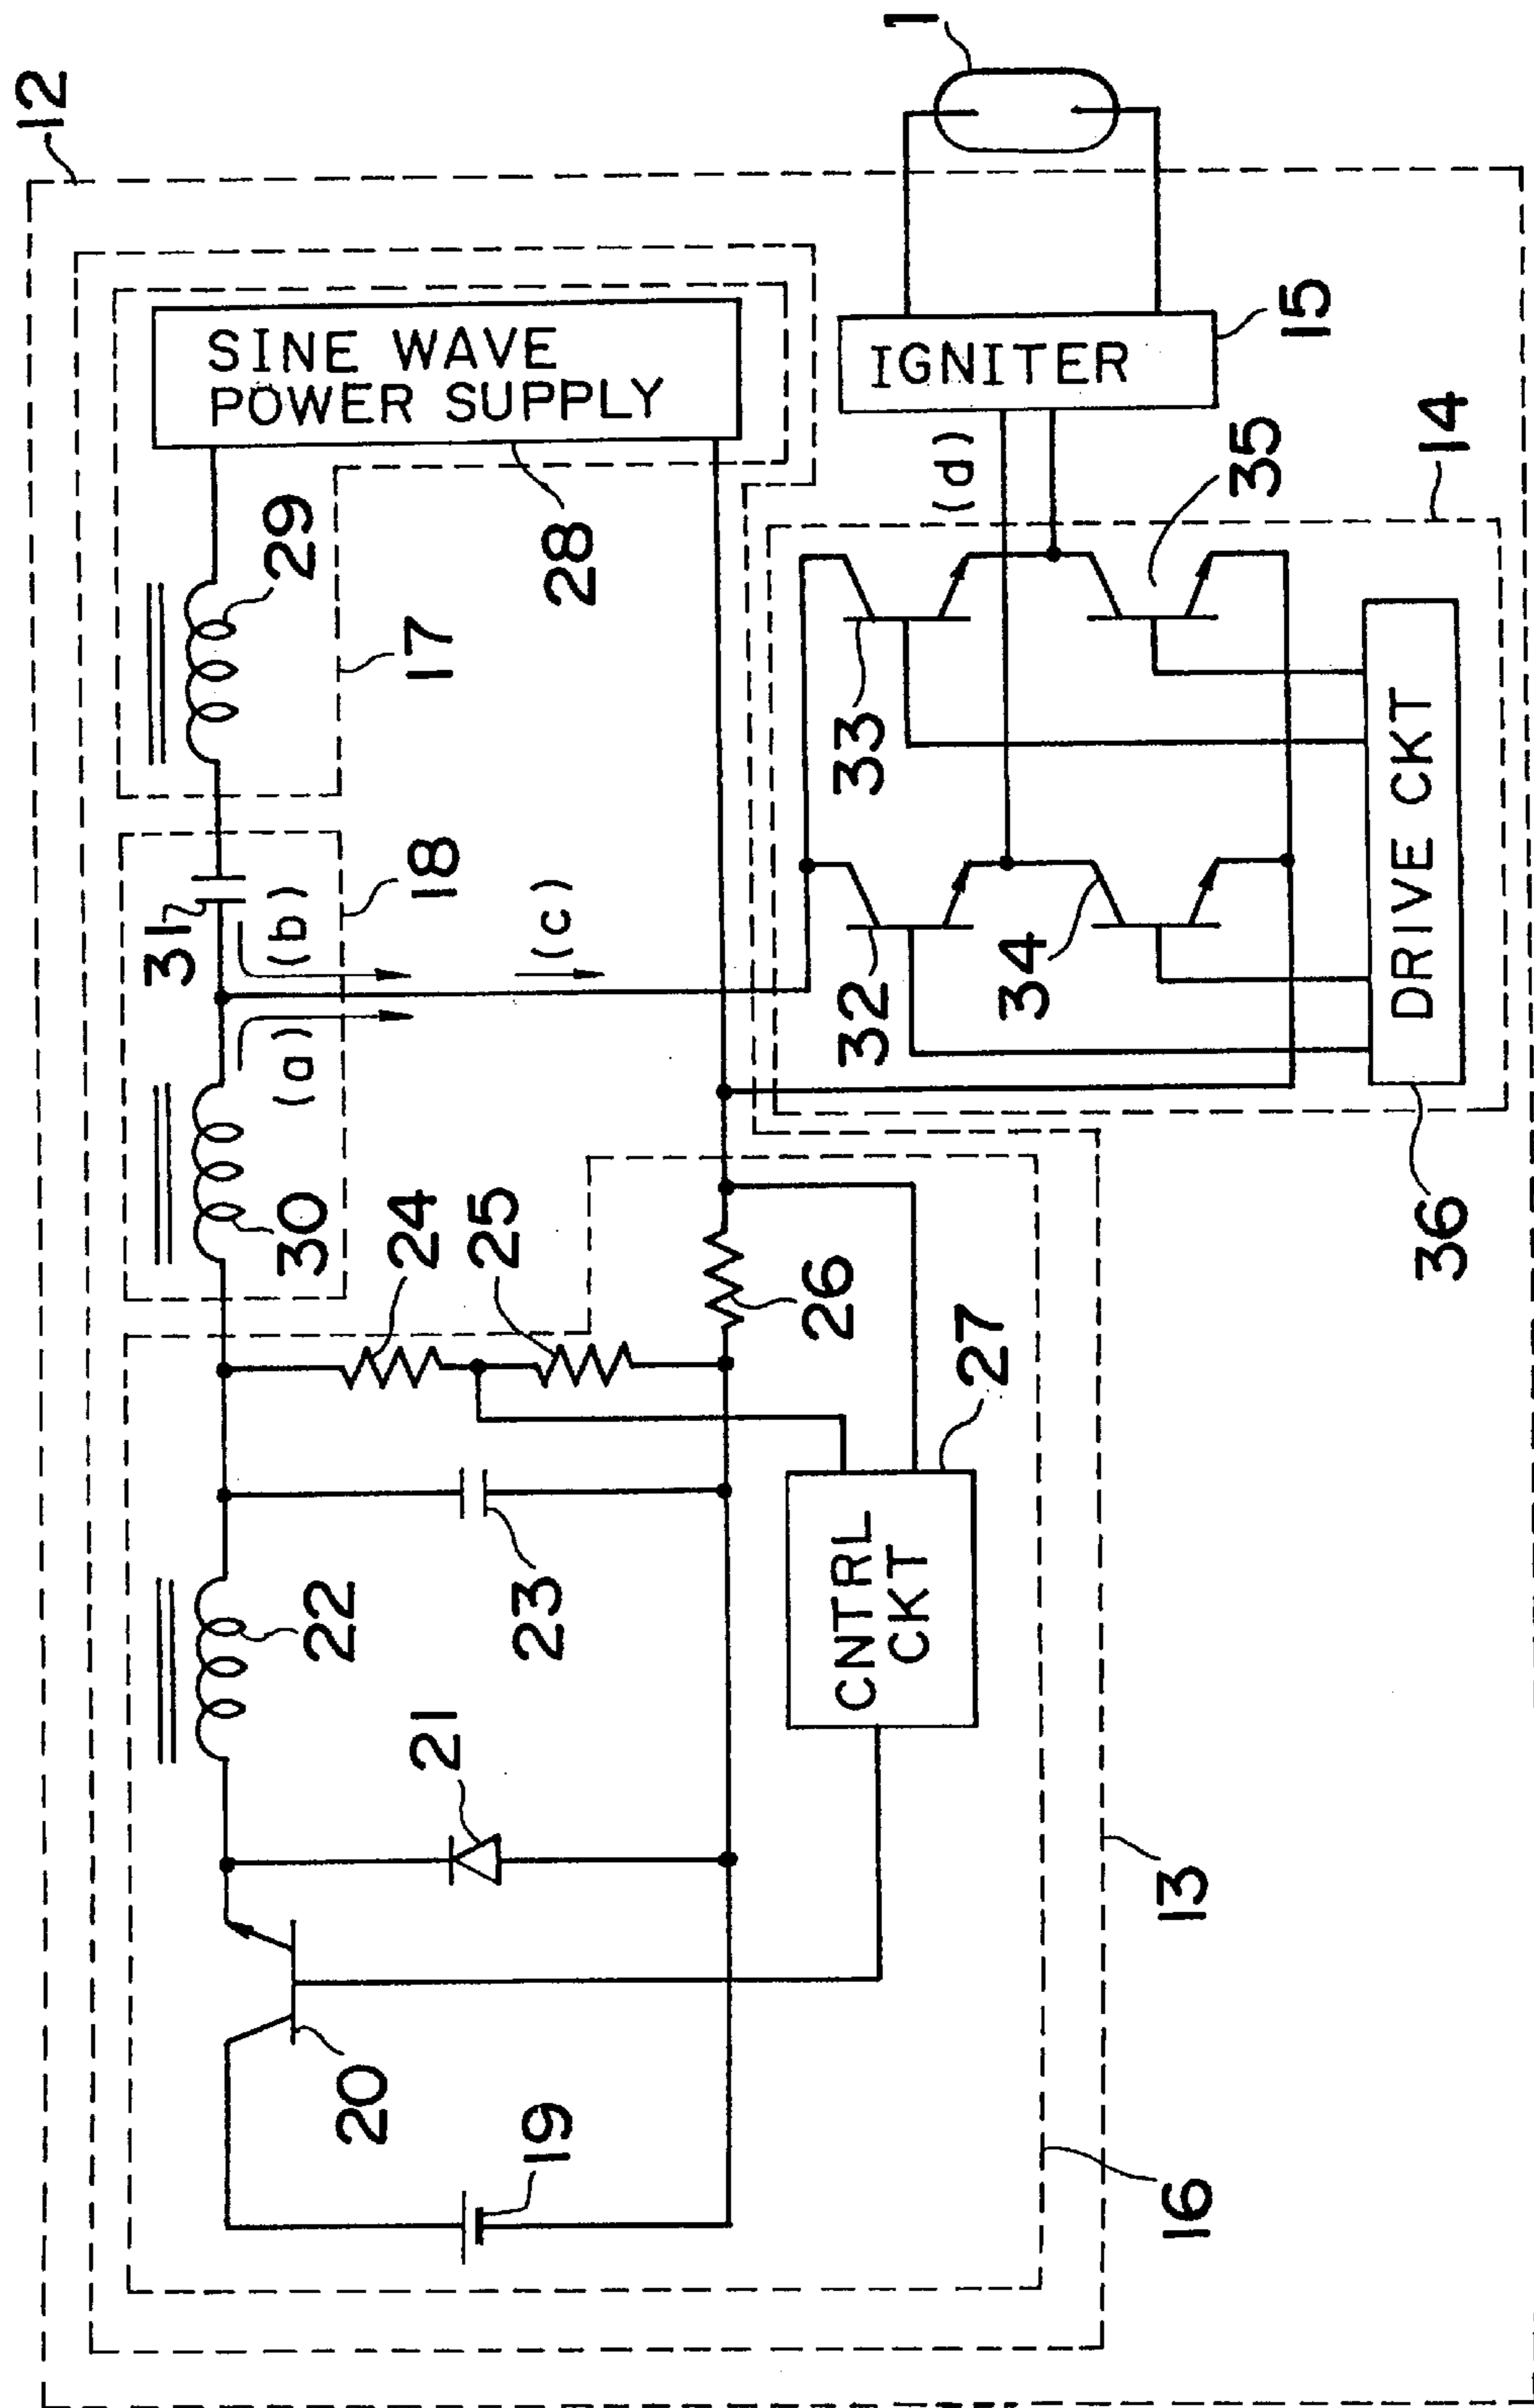 12
1
SINE WAVE
POWER SUPPLY
29
28
17
31
18
(b)
(a)
(c)
30
24
25
26
22
23
21
20
19
CNTRL
CKT
27
16
13
IGNITER
15
(d)
14
33
35
32
34
DRIVE CKT
36